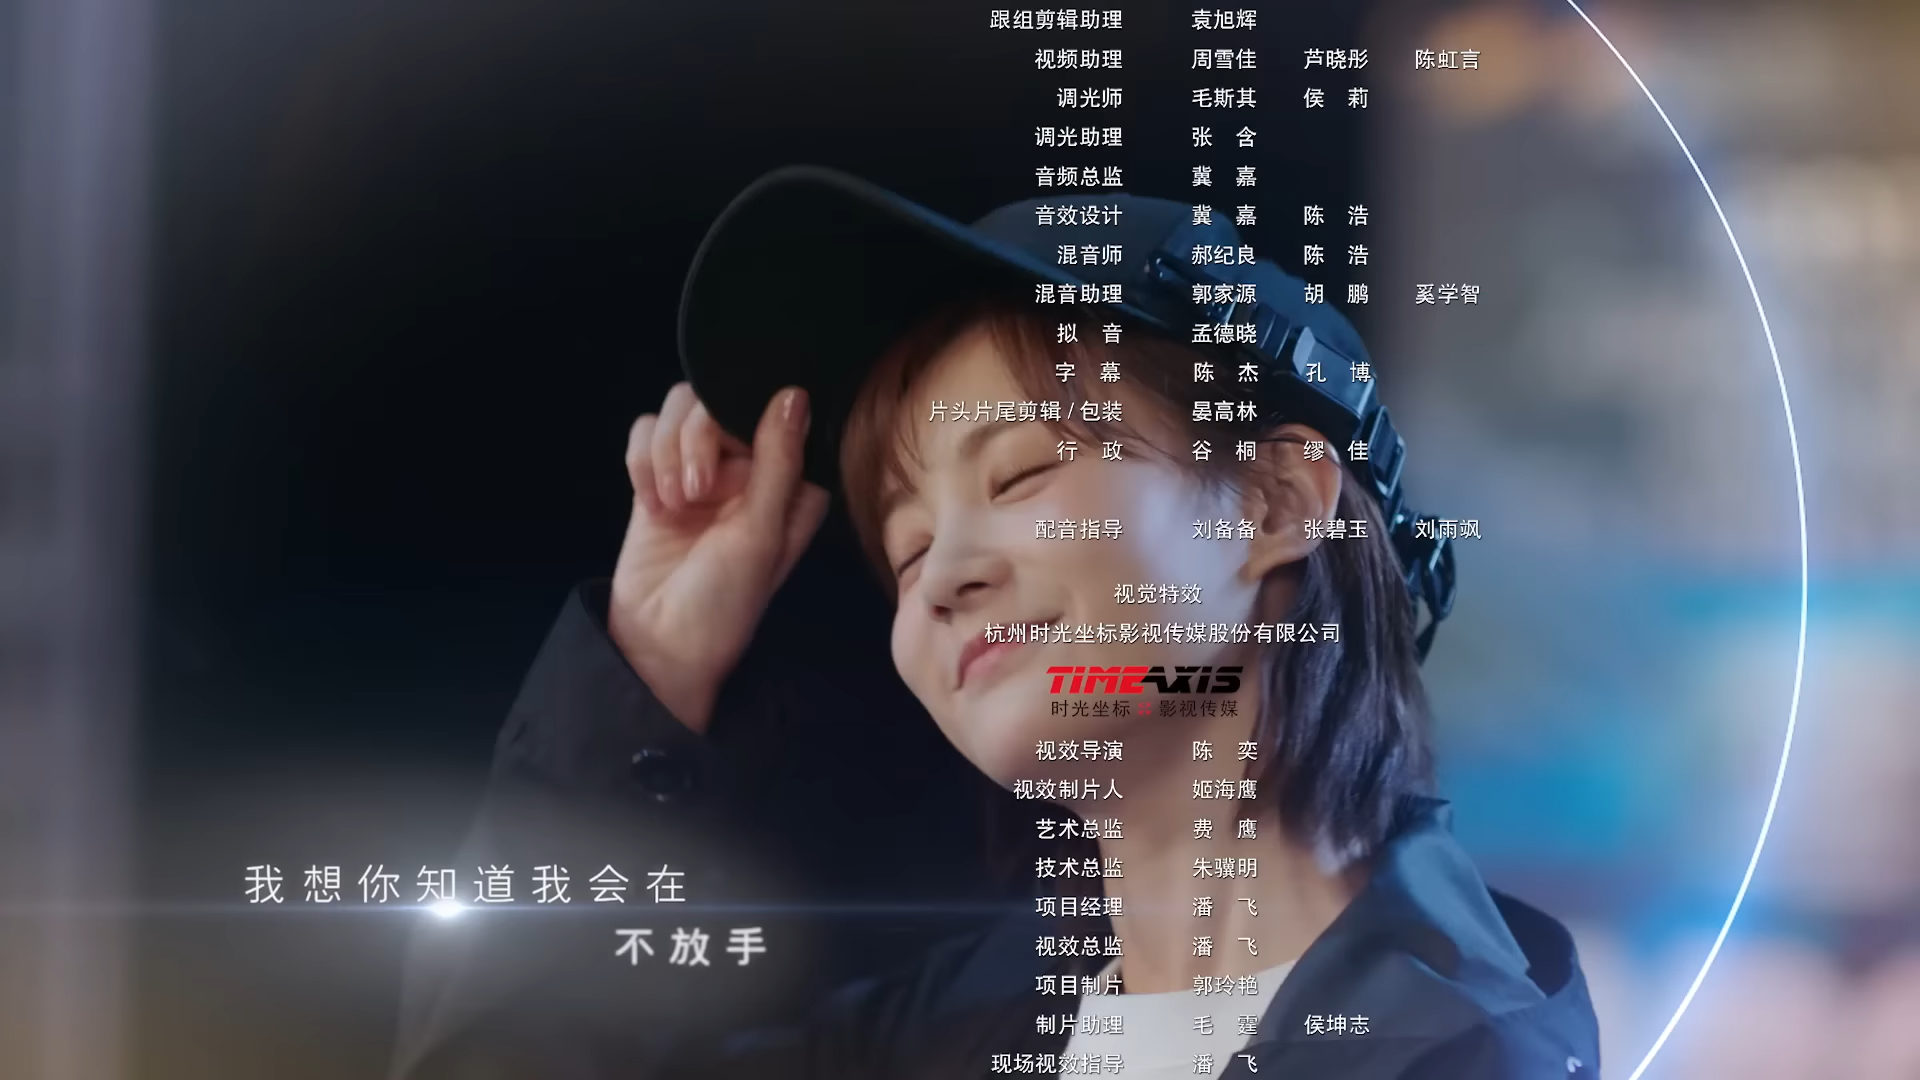 跟组剪辑助理 袁旭辉
视频助理 周雪佳 芦晓彤 陈虹言
调光师 毛斯其 侯 莉
调光助理 张 含
音频总监 冀 嘉
音效设计 冀 嘉 陈 浩
混音师 郝纪良 陈 浩
混音助理 郭家源 胡 鹏 奚学智
拟 音 孟德晓
字 幕 陈 杰 孔 博
片头片尾剪辑 / 包装 晏高林
行 政 谷 桐 缪 佳
配音指导 刘备备 张碧玉 刘雨飒
视觉特效
杭州时光坐标影视传媒股份有限公司
TIMEAXIS
时光坐标 影视传媒
视效导演 陈 奕
视效制片人 姬海鹰
艺术总监 费 鹰
技术总监 朱骥明
项目经理 潘 飞
视效总监 潘 飞
项目制片 郭玲艳
制片助理 毛 霆 侯坤志
现场视效指导 潘 飞
我想你知道我会在
不放手